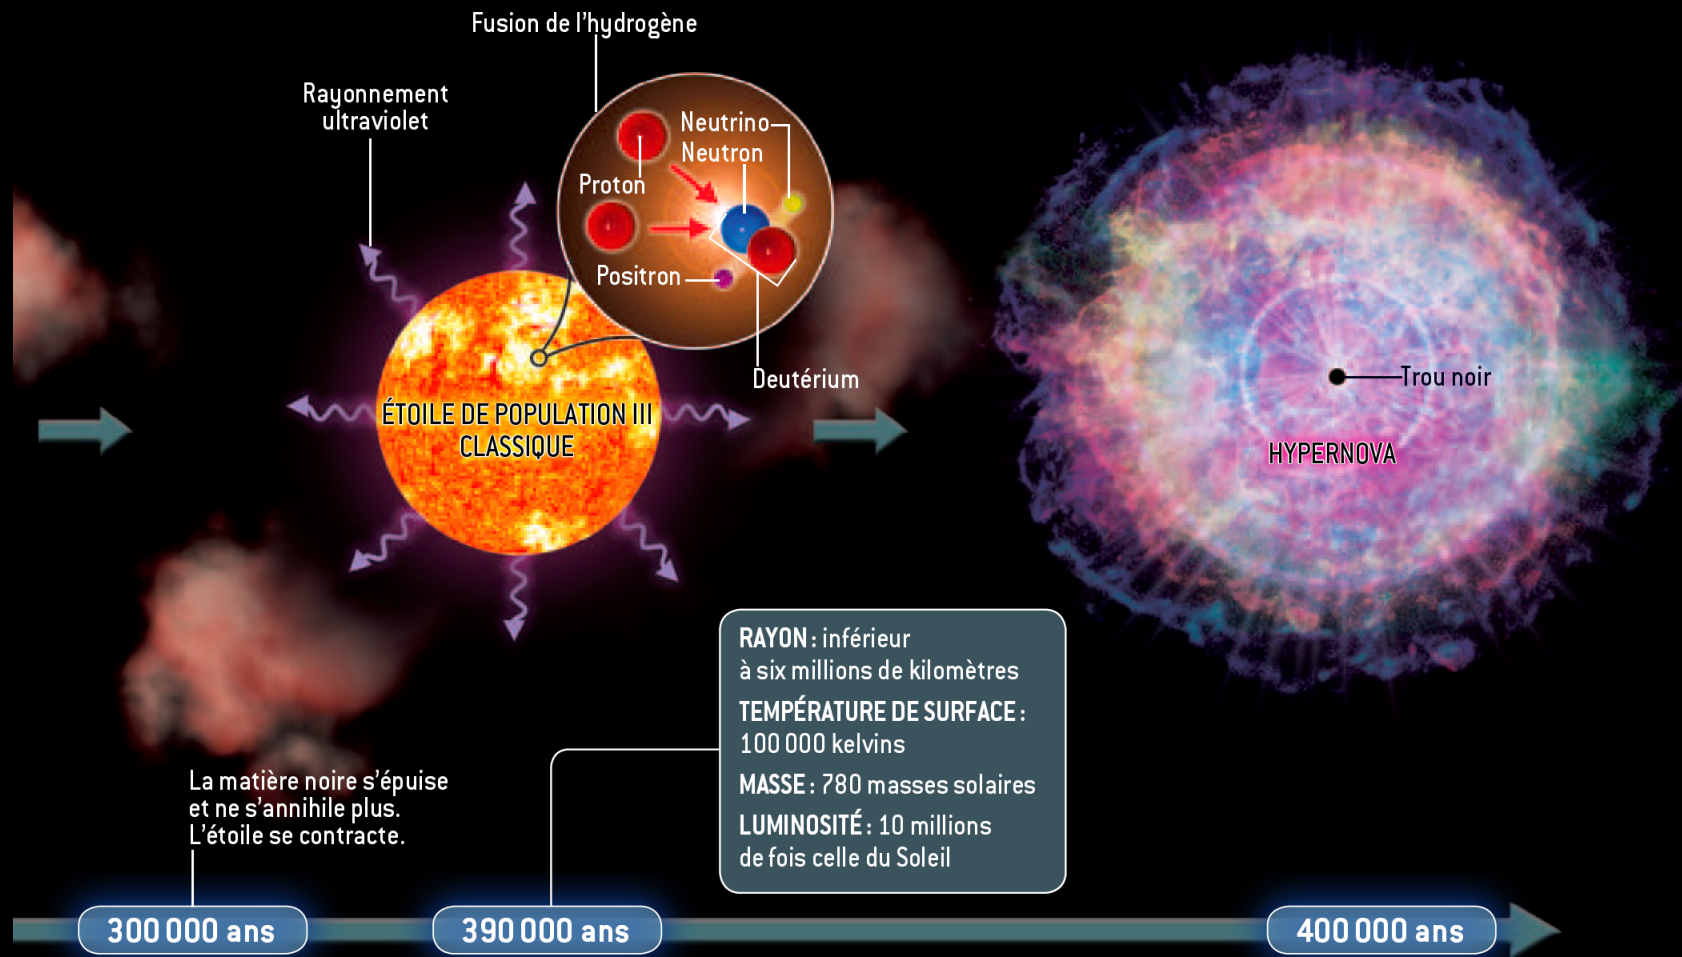 Fusion de l'hydrogène
Rayonnement
ultraviolet
Neutrino
Neutron
Proton
Positron
Deutérium
ÉTOILE DE POPULATION III
CLASSIQUE
Trou noir
HYPERNOVA
RAYON : inférieur
à six millions de kilomètres
TEMPÉRATURE DE SURFACE :
100 000 kelvins
MASSE : 780 masses solaires
LUMINOSITÉ : 10 millions
de fois celle du Soleil
La matière noire s'épuise
et ne s'annihile plus.
L'étoile se contracte.
300 000 ans
390 000 ans
400 000 ans